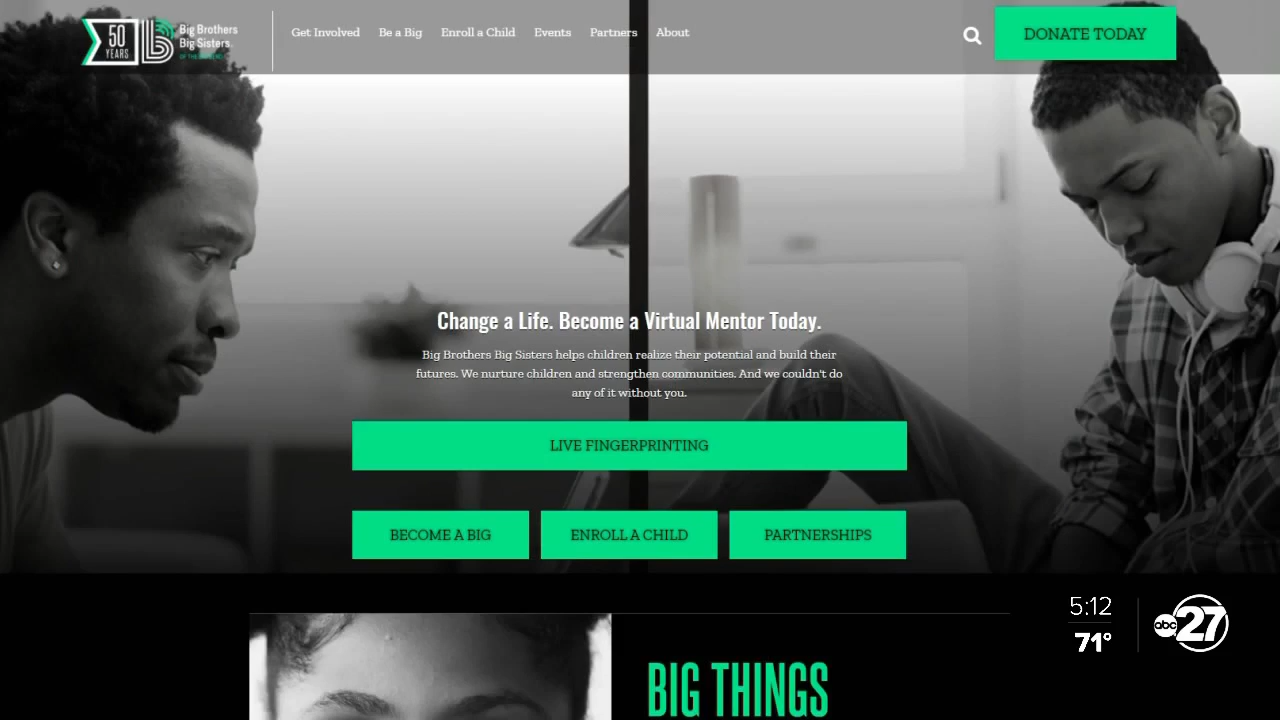 50
YEARS
Big Brothers
Big Sisters.
Get Involved
Be a Big
Enroll a Child
Events
Partners
About
DONATE TODAY
Change a Life. Become a Virtual Mentor Today.
Big Brothers Big Sisters helps children realize their potential and build their
futures. We nurture children and strengthen communities. And we couldn't do
any of it without you.
LIVE FINGERPRINTING
BECOME A BIG
ENROLL A CHILD
PARTNERSHIPS
5:12
71°
abc 27
BIG THINGS